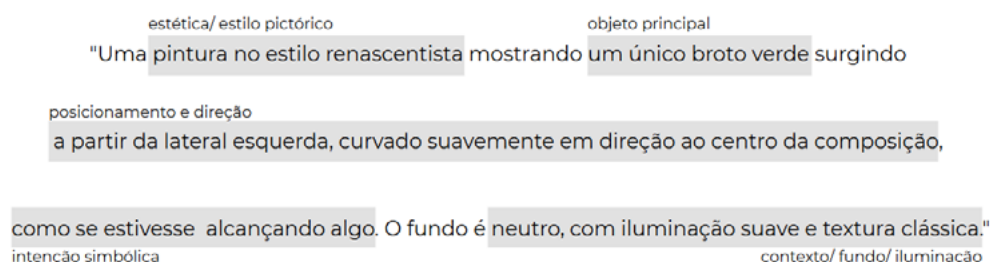 estética/ estilo pictórico
objeto principal
"Uma pintura no estilo renascentista mostrando um único broto verde surgindo
posicionamento e direção
a partir da lateral esquerda, curvado suavemente em direção ao centro da composição,
como se estivesse alcançando algo. O fundo é neutro, com iluminação suave e textura clássica."
intenção simbólica
contexto/ fundo/ iluminação